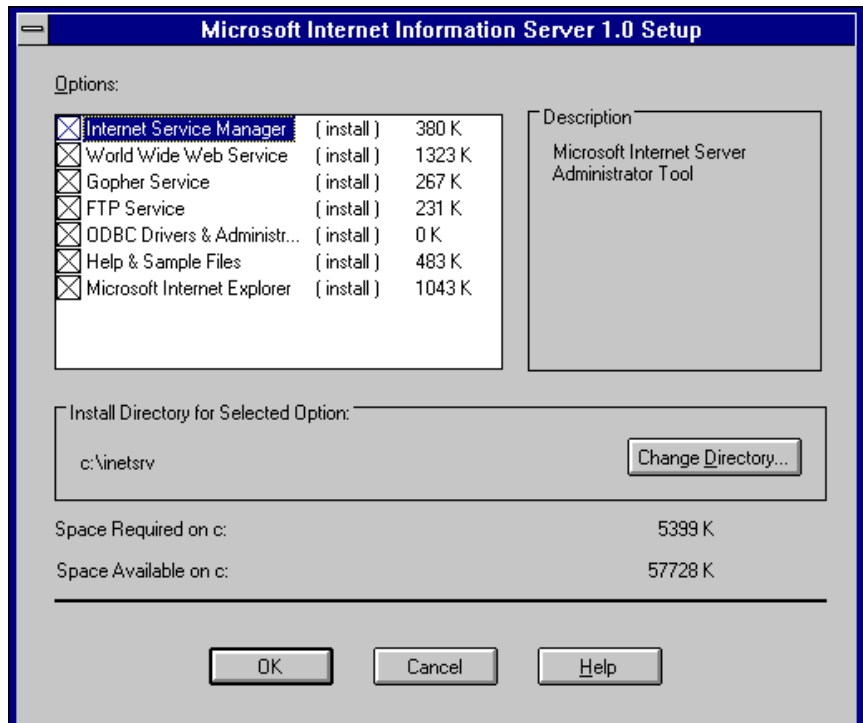 Microsoft Internet Information Server 1.0 Setup
Options:
Internet Service Manager ( install ) 380 K
World Wide Web Service ( install ) 1323 K
Gopher Service ( install ) 267 K
FTP Service ( install ) 231 K
ODBC Drivers & Administr... ( install ) 0 K
Help & Sample Files ( install ) 483 K
Microsoft Internet Explorer ( install ) 1043 K
Description
Microsoft Internet Server
Administrator Tool
Install Directory for Selected Option:
c:\inetsrv
Change Directory...
Space Required on c: 5399 K
Space Available on c: 57728 K
OK Cancel Help